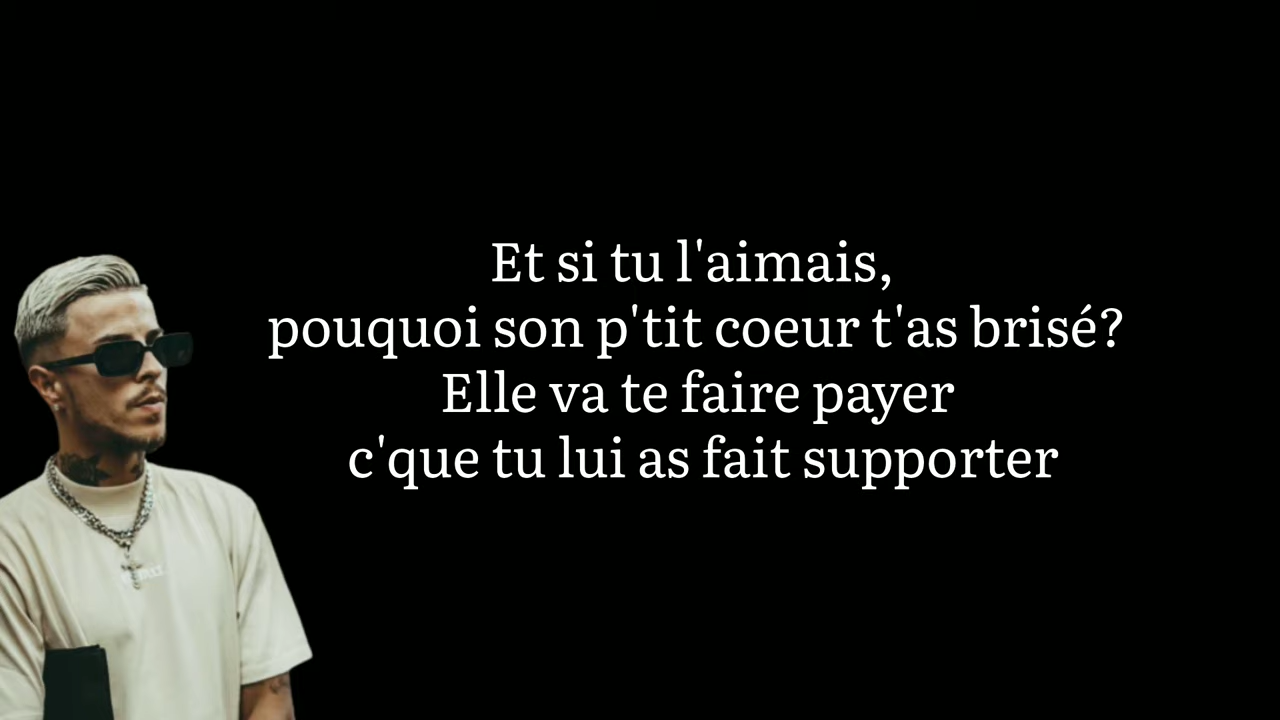 Et si tu l'aimais,
pouquoi son p'tit coeur t'as brisé?
Elle va te faire payer
c'que tu lui as fait supporter